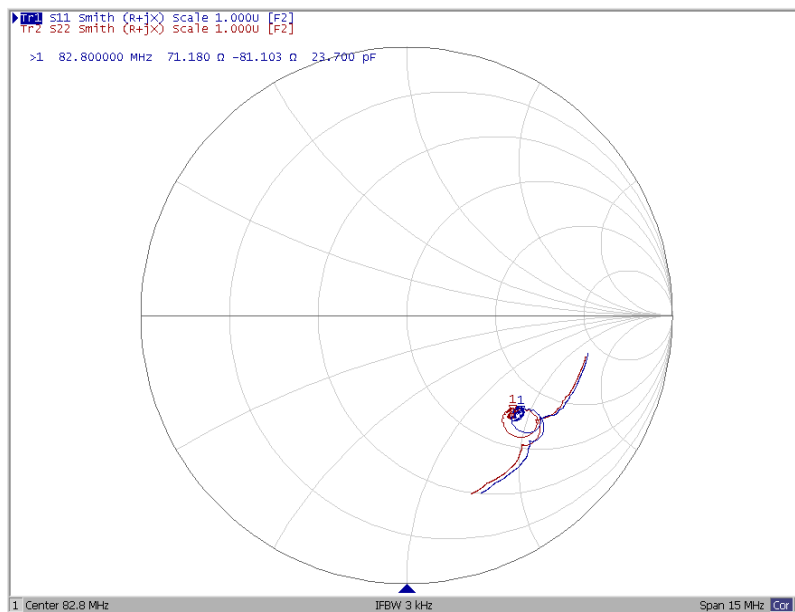 Tr1 S11 Smith (R+jX) Scale 1.000U [F2]
Tr2 S22 Smith (R+jX) Scale 1.000U [F2]
>1 82.800000 MHz 71.180 Ω -81.103 Ω 23.700 pF
1 1
1 Center 82.8 MHz IFBW 3 kHz Span 15 MHz Cor